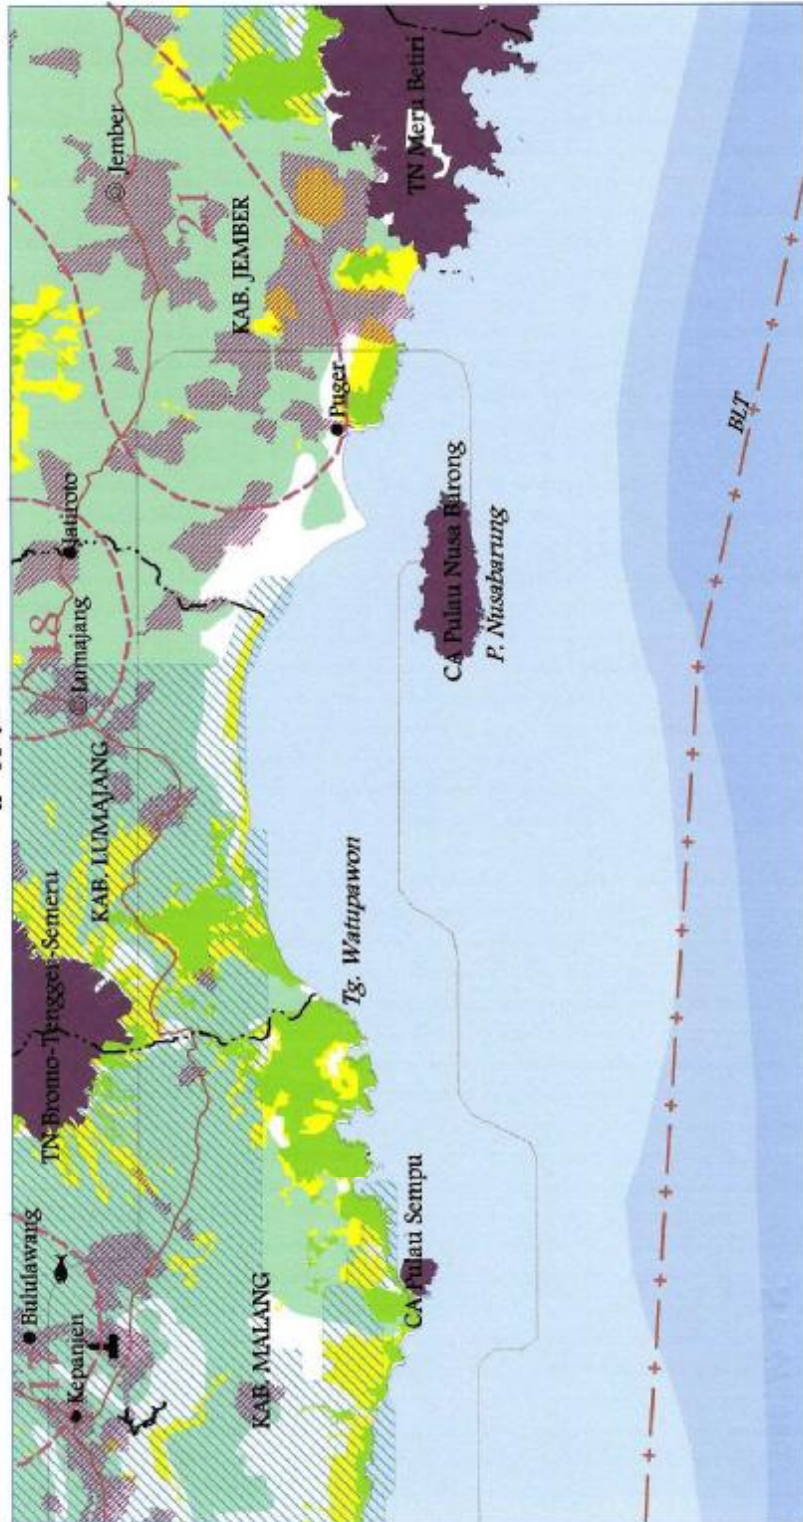 Bululawang
Kepanjen
TN Bromo-Tengger-Semeru
KAB. LUMAJANG
Lumajang
18
Jatiroto
Jember
21
KAB. JEMBER
Puger
KAB. MALANG
CA Pulau Sempu
Tg. Watupawon
CA Pulau Nusa Barong
P. Nusabarung
TN Meru Betiri
BLT